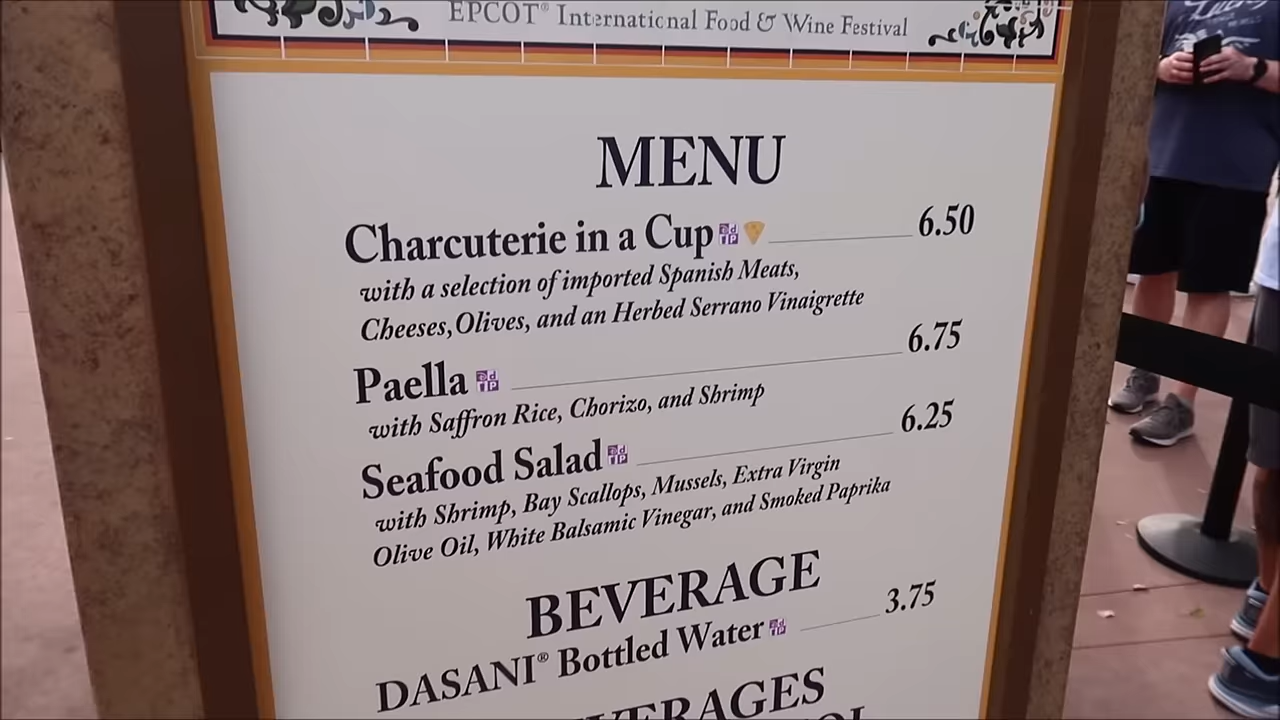 EPCOT® International Food & Wine Festival
MENU
Charcuterie in a Cup 6.50
with a selection of imported Spanish Meats,
Cheeses, Olives, and an Herbed Serrano Vinaigrette
Paella 6.75
with Saffron Rice, Chorizo, and Shrimp
Seafood Salad 6.25
with Shrimp, Bay Scallops, Mussels, Extra Virgin
Olive Oil, White Balsamic Vinegar, and Smoked Paprika
BEVERAGE
DASANI® Bottled Water 3.75